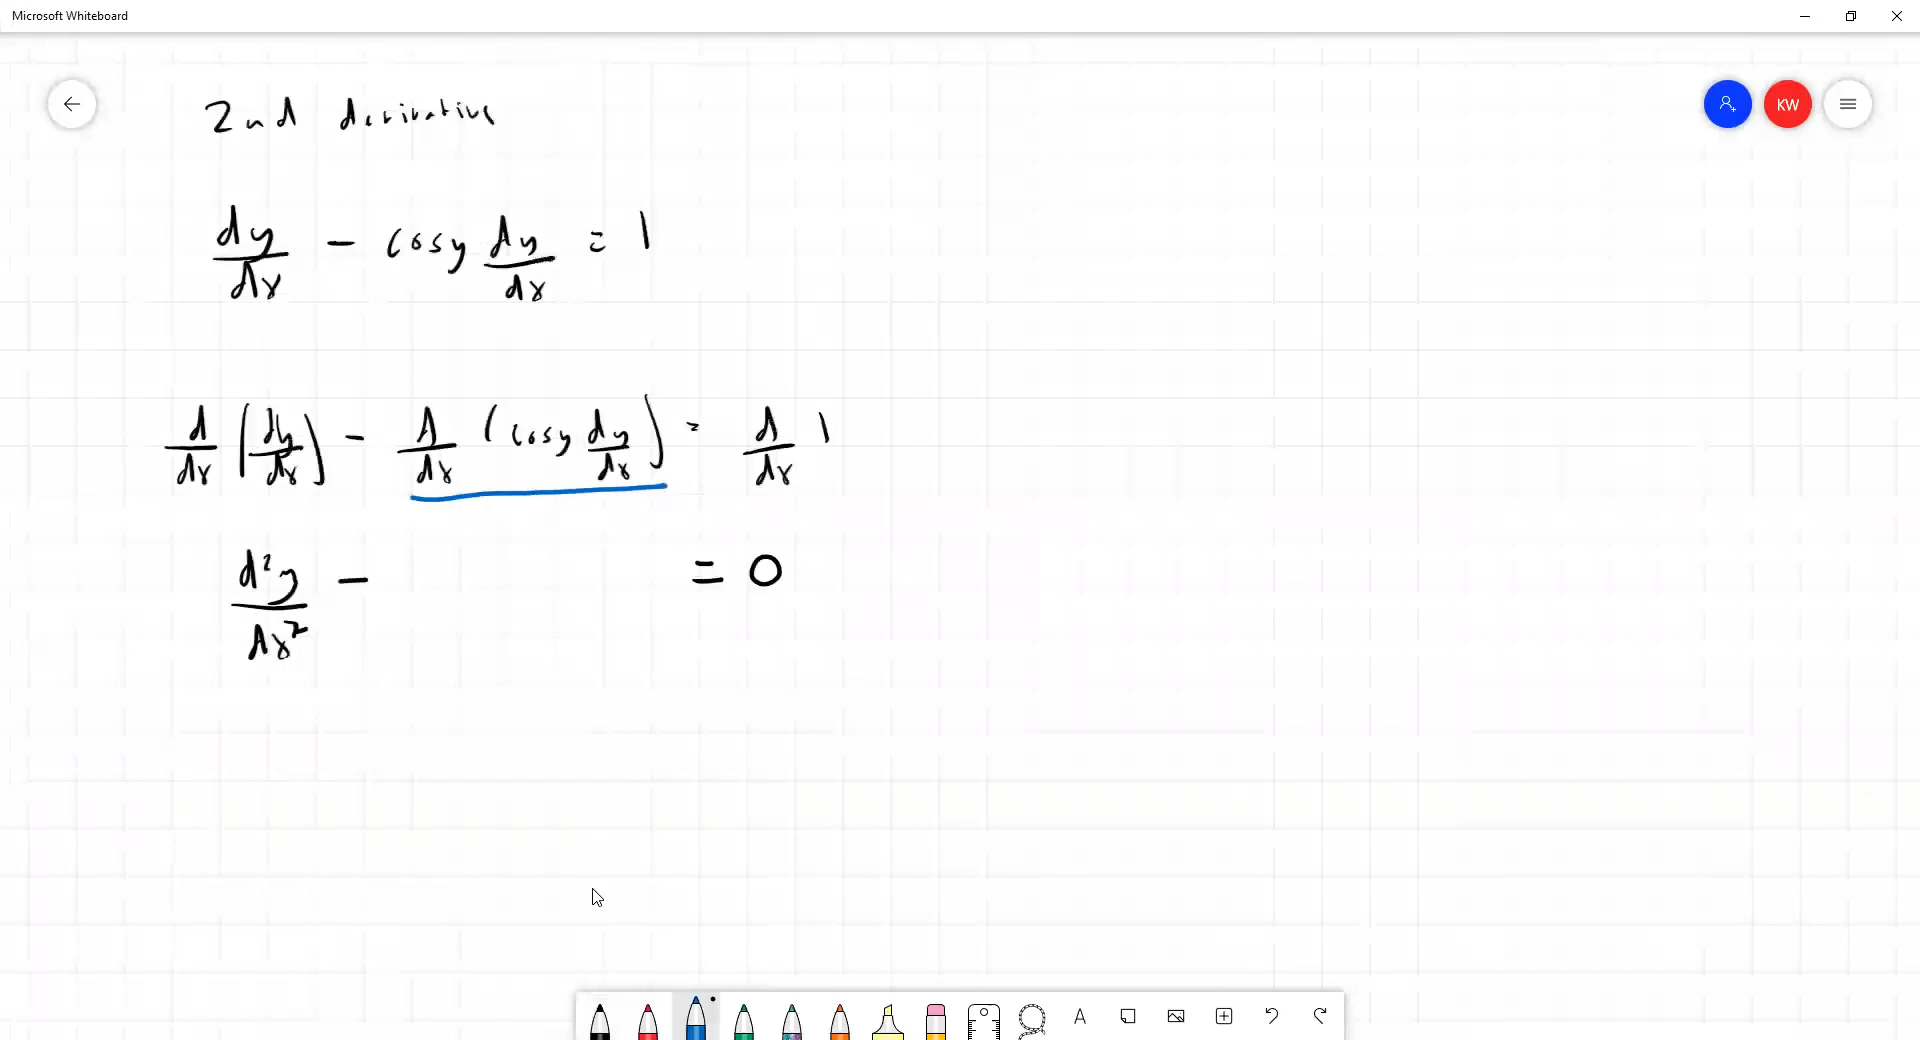 Microsoft Whiteboard
KW
2nd derivative
dy/dx - cosy dy/dx = 1
d/dx (dy/dx) - d/dx (cosy dy/dx) = d/dx 1
d²y/dx² - = 0
A